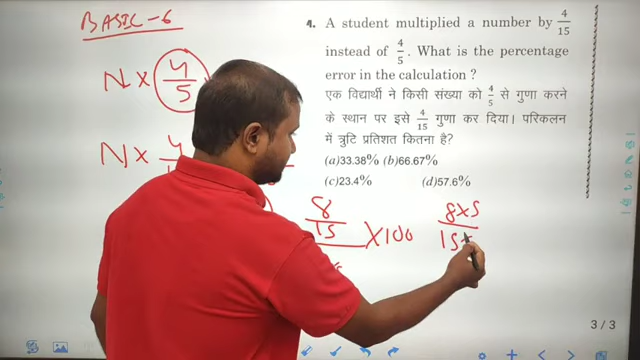 BASIC-6
4. A student multiplied a number by 4/15
instead of 4/5. What is the percentage
error in the calculation ?
एक विद्यार्थी ने किसी संख्या को 4/5 से गुणा करने
के स्थान पर इसे 4/15 गुणा कर दिया। परिकलन
में त्रुटि प्रतिशत कितना है?
(a)33.38% (b)66.67%
(c)23.4% (d)57.6%
N×4/5
N×4
8/15
×100
8×5
15
3 / 3